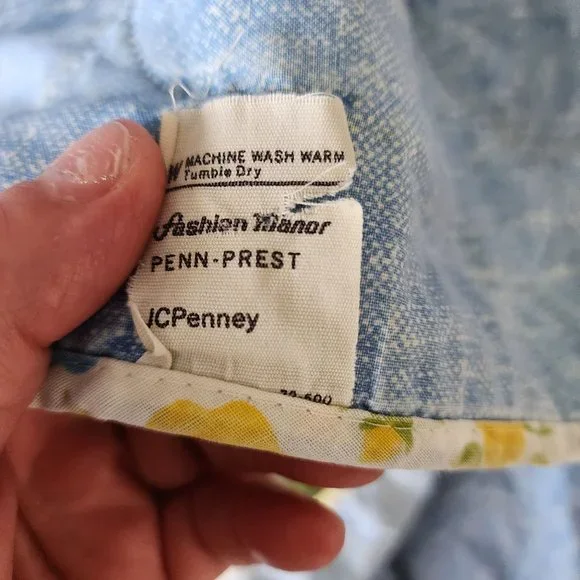 W MACHINE WASH WARM
Tumble Dry
Fashion Manor
PENN-PREST
JCPenney